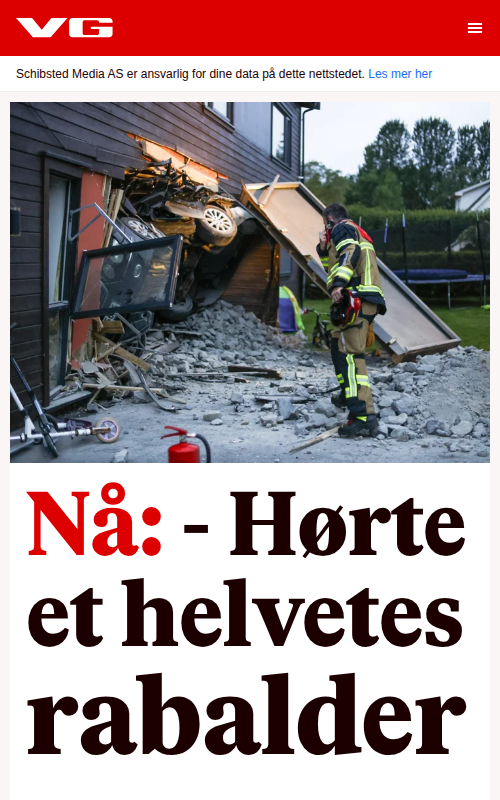 VG
Schibsted Media AS er ansvarlig for dine data på dette nettstedet. Les mer her
Nå: - Hørte
et helvetes
rabalder